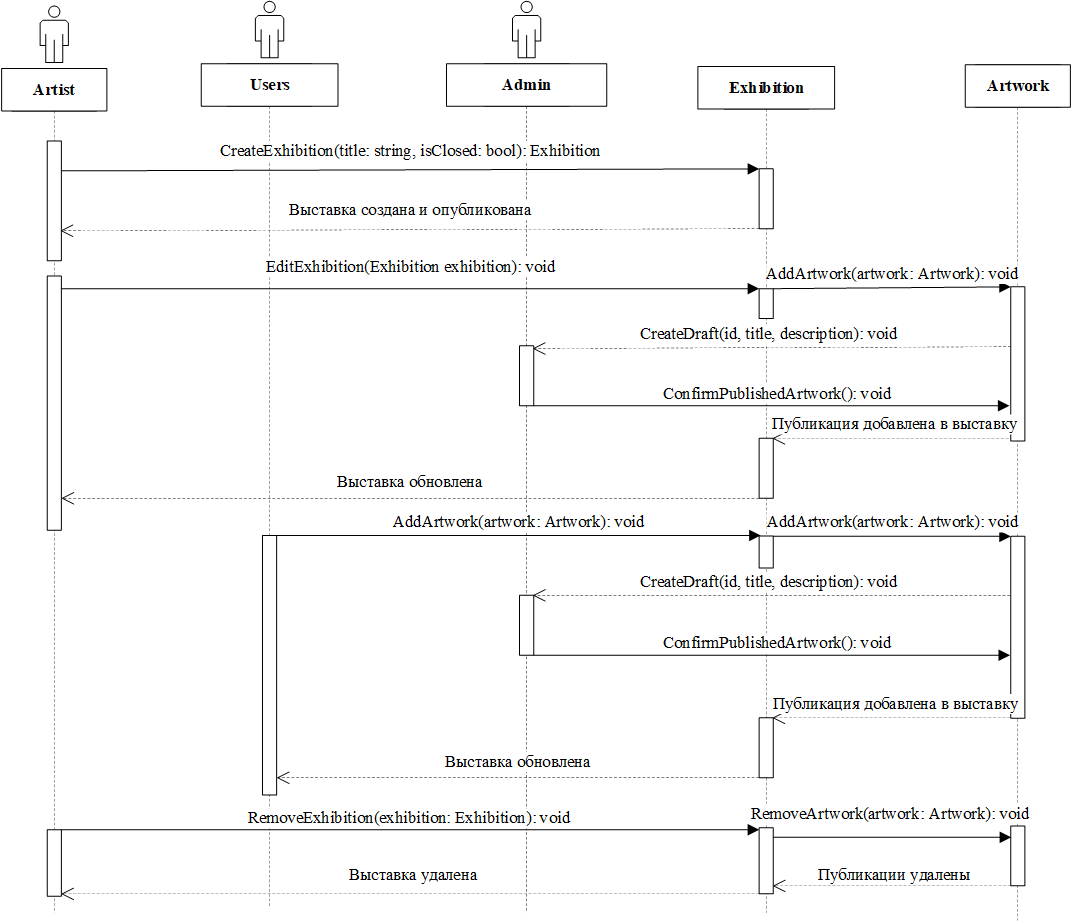 Artist
Users
Admin
Exhibition
Artwork
CreateExhibition(title: string, isClosed: bool): Exhibition
Выставка создана и опубликована
EditExhibition(Exhibition exhibition): void
AddArtwork(artwork: Artwork): void
CreateDraft(id, title, description): void
ConfirmPublishedArtwork(): void
Публикация добавлена в выставку
Выставка обновлена
AddArtwork(artwork: Artwork): void
AddArtwork(artwork: Artwork): void
CreateDraft(id, title, description): void
ConfirmPublishedArtwork(): void
Публикация добавлена в выставку
Выставка обновлена
RemoveExhibition(exhibition: Exhibition): void
RemoveArtwork(artwork: Artwork): void
Выставка удалена
Публикации удалены